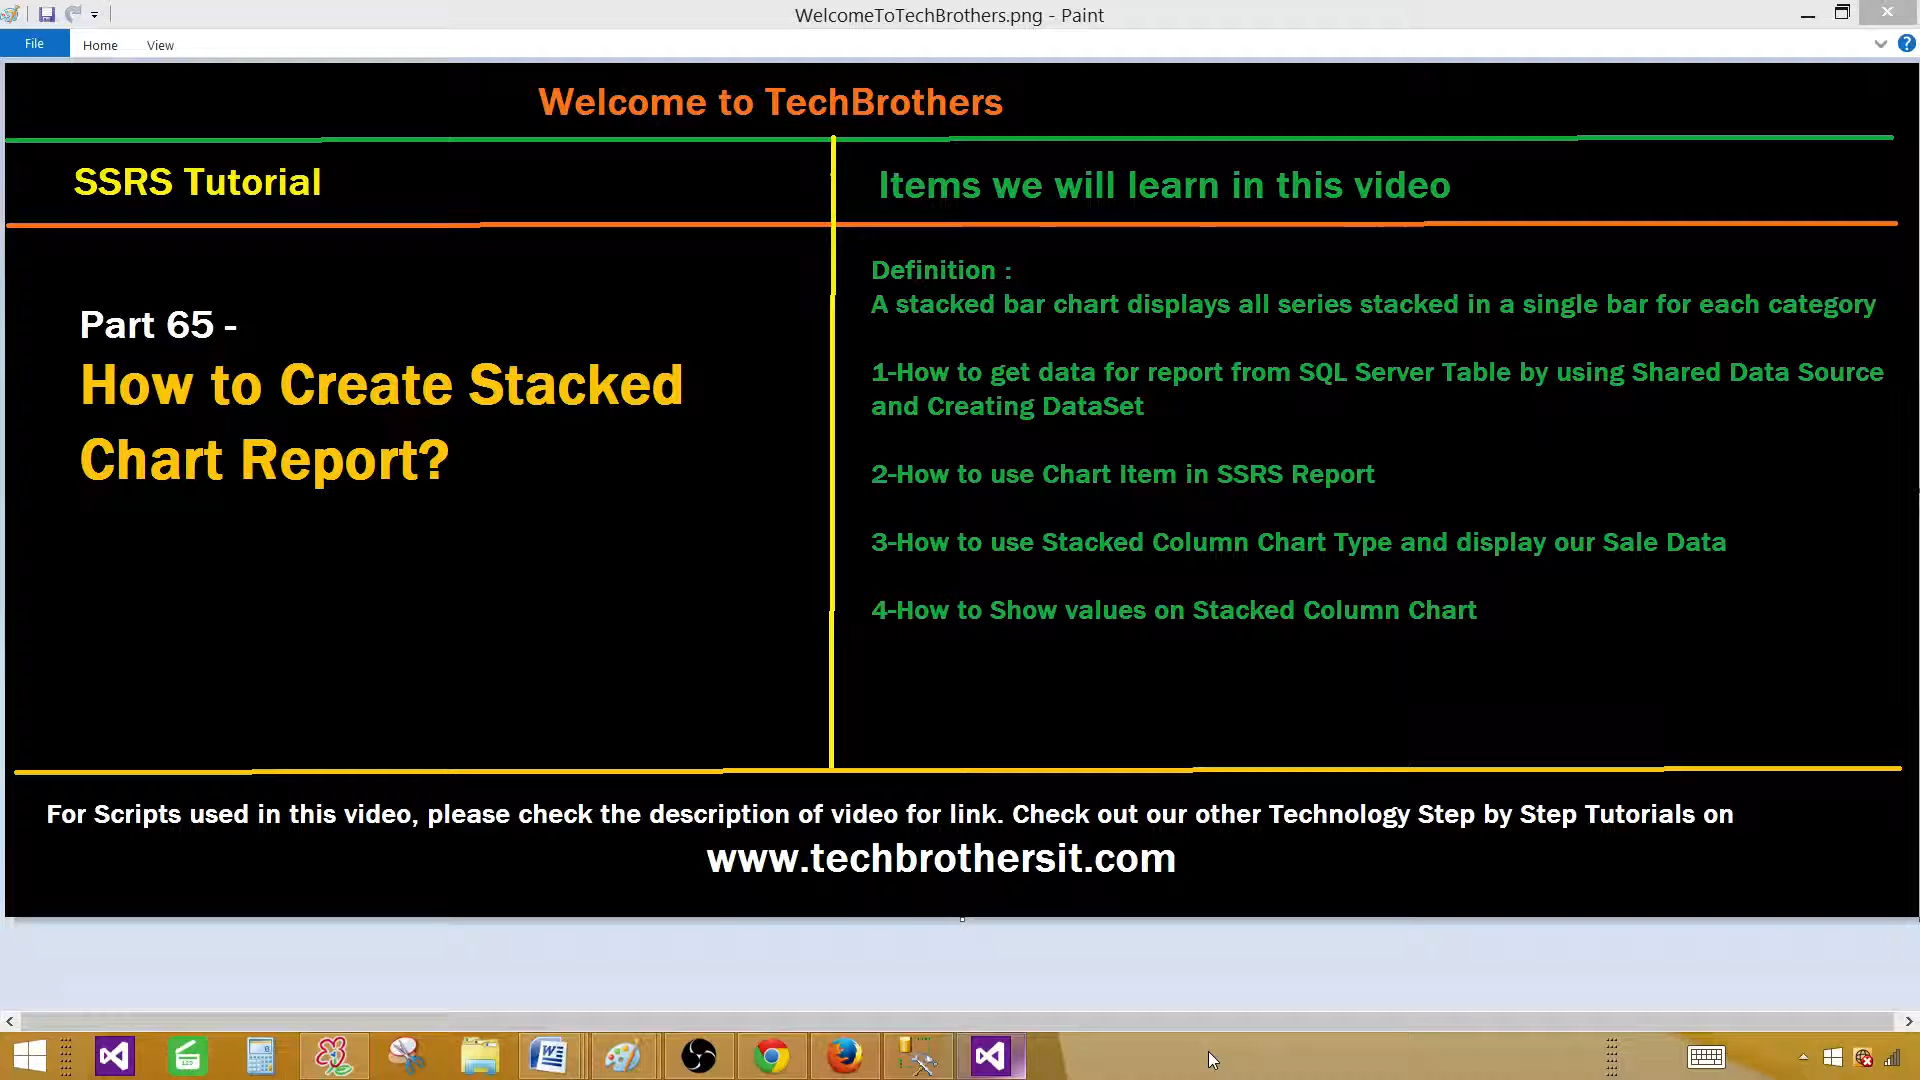 WelcomeToTechBrothers.png - Paint
File
Home
View
Welcome to TechBrothers
SSRS Tutorial
Items we will learn in this video
Part 65 -
How to Create Stacked
Chart Report?
Definition :
A stacked bar chart displays all series stacked in a single bar for each category
1-How to get data for report from SQL Server Table by using Shared Data Source
and Creating DataSet
2-How to use Chart Item in SSRS Report
3-How to use Stacked Column Chart Type and display our Sale Data
4-How to Show values on Stacked Column Chart
For Scripts used in this video, please check the description of video for link. Check out our other Technology Step by Step Tutorials on
www.techbrothersit.com